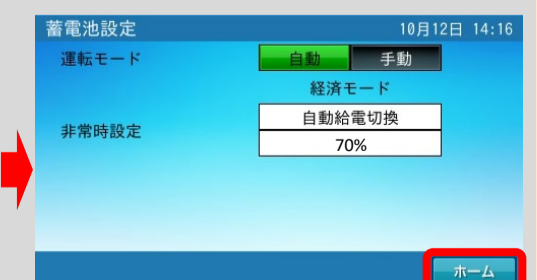 蓄電池設定 10月12日 14:16
運転モード 自動 手動
経済モード
非常時設定 自動給電切換
70%
ホーム